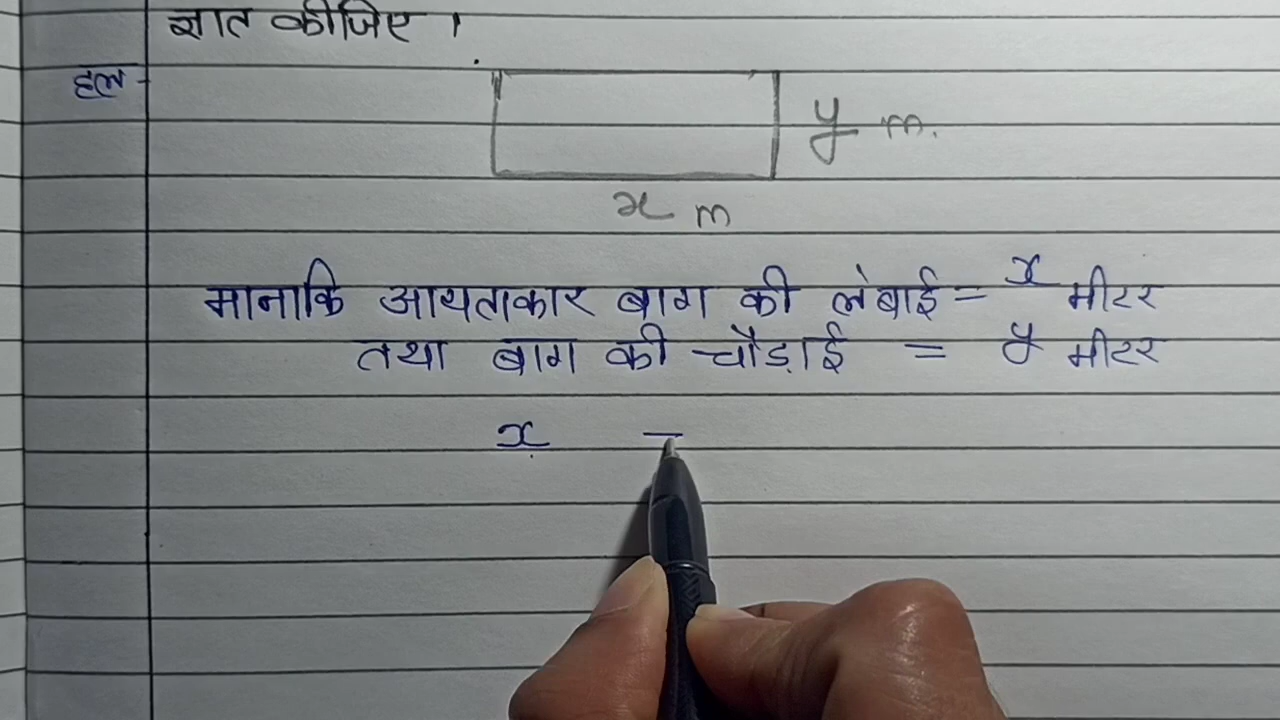 ज्ञात कीजिए ।
हल -
y m.
x m
मानाकि आयताकार बाग की लंबाई = x मीटर
तथा बाग की चौड़ाई = y मीटर
x –